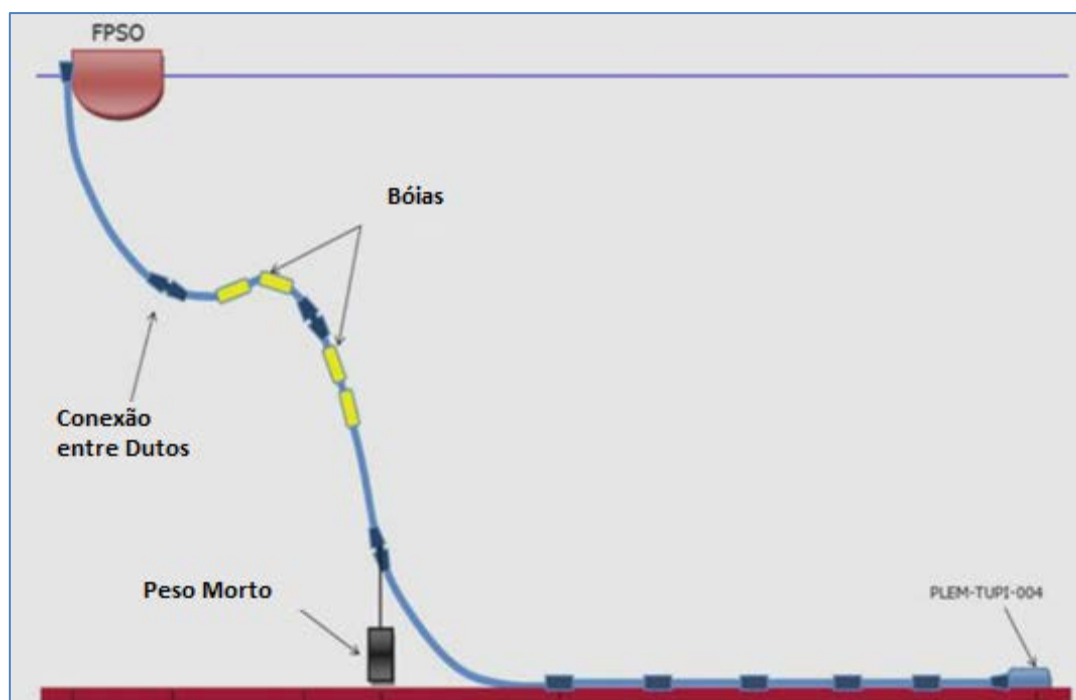 FPSO
Bóias
Conexão
entre Dutos
Peso Morto
PLEM-TUPI-004